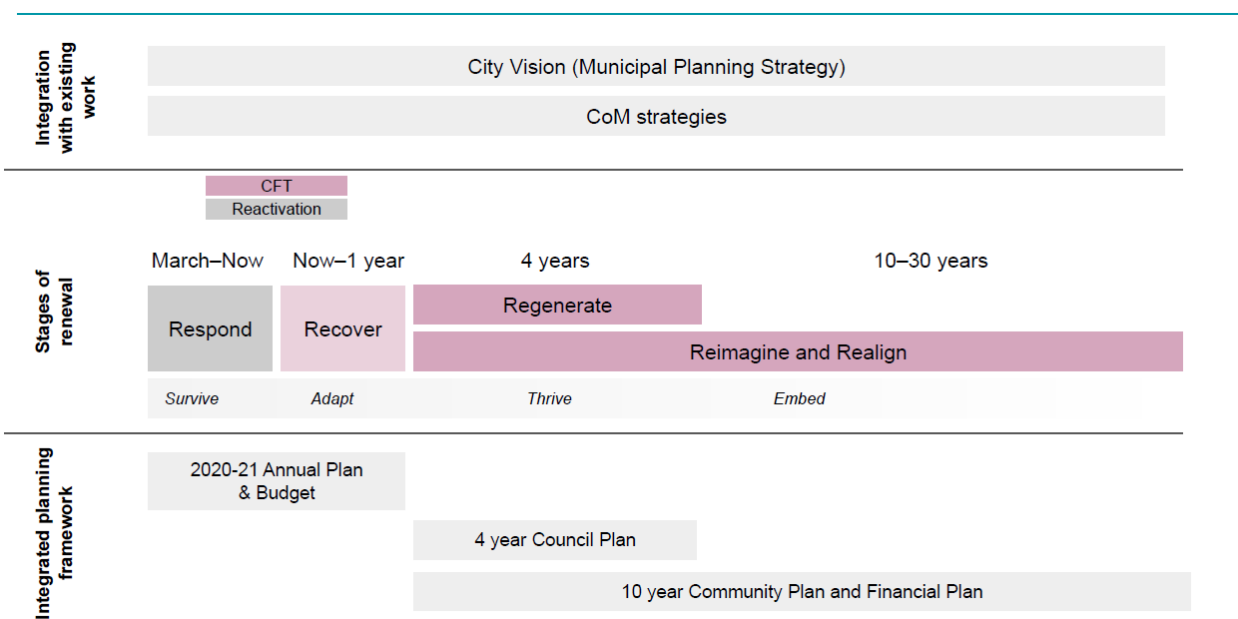 Integration
with existing
work
City Vision (Municipal Planning Strategy)
CoM strategies
Stages of
renewal
CFT
Reactivation
March–Now
Now–1 year
4 years
10–30 years
Respond
Recover
Regenerate
Reimagine and Realign
Survive
Adapt
Thrive
Embed
Integrated planning
framework
2020-21 Annual Plan
& Budget
4 year Council Plan
10 year Community Plan and Financial Plan